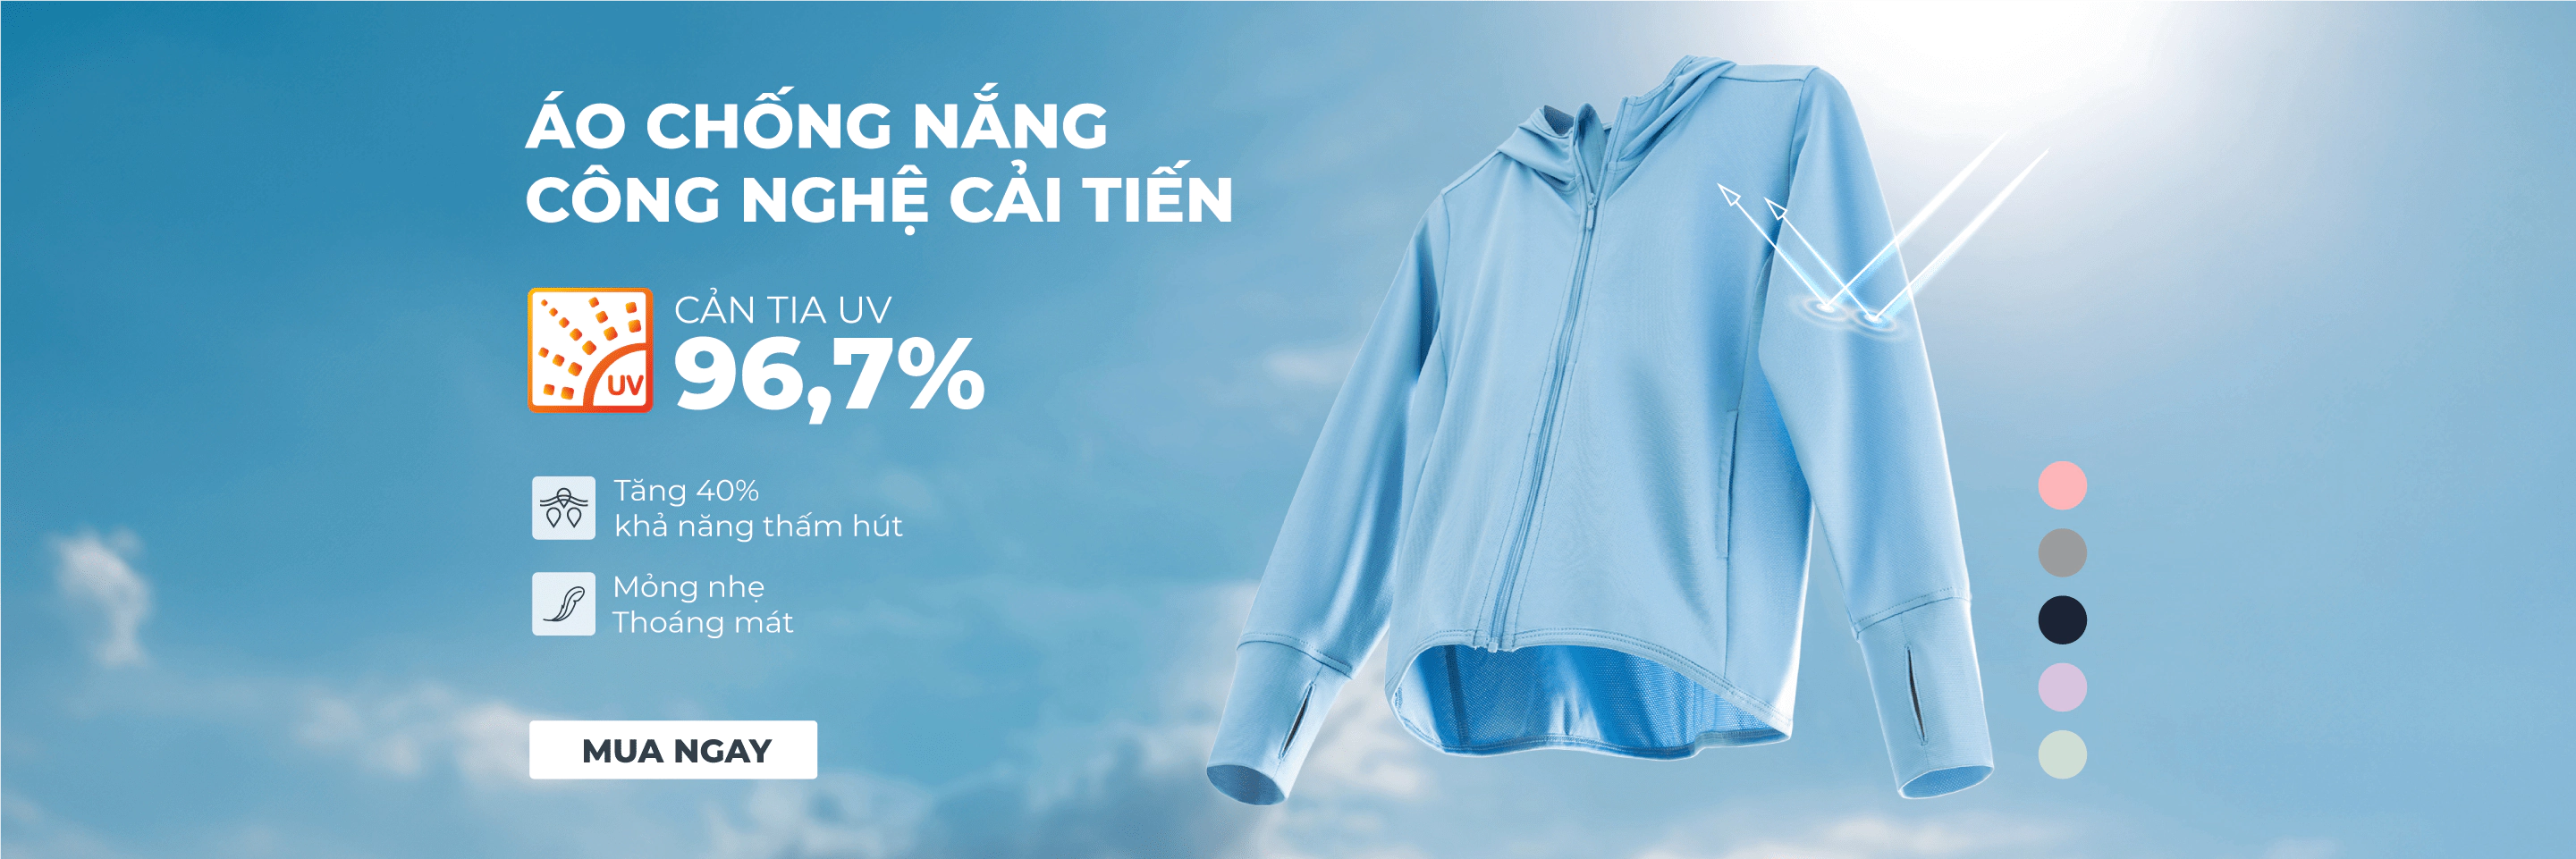 ÁO CHỐNG NẮNG
CÔNG NGHỆ CẢI TIẾN
CẢN TIA UV
UV
96,7%
Tăng 40%
khả năng thấm hút
Mỏng nhẹ
Thoáng mát
MUA NGAY